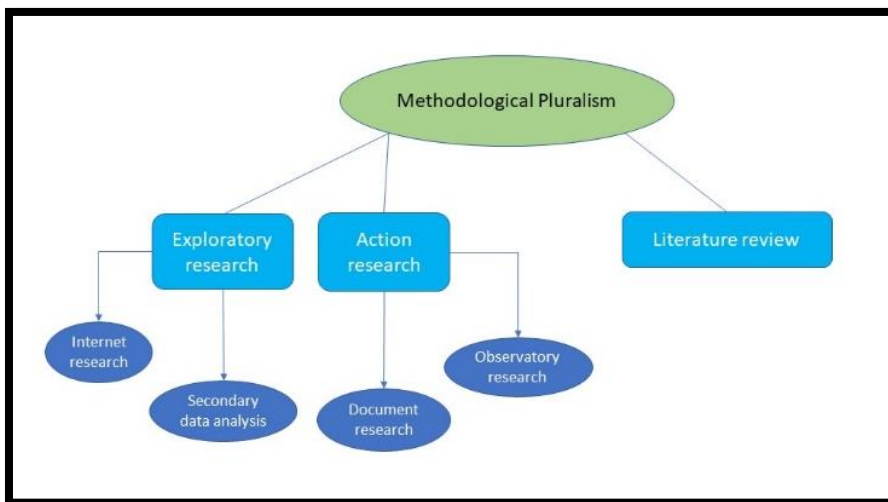 Methodological Pluralism
Exploratory
research
Action
research
Literature review
Internet
research
Observatory
research
Secondary
data analysis
Document
research